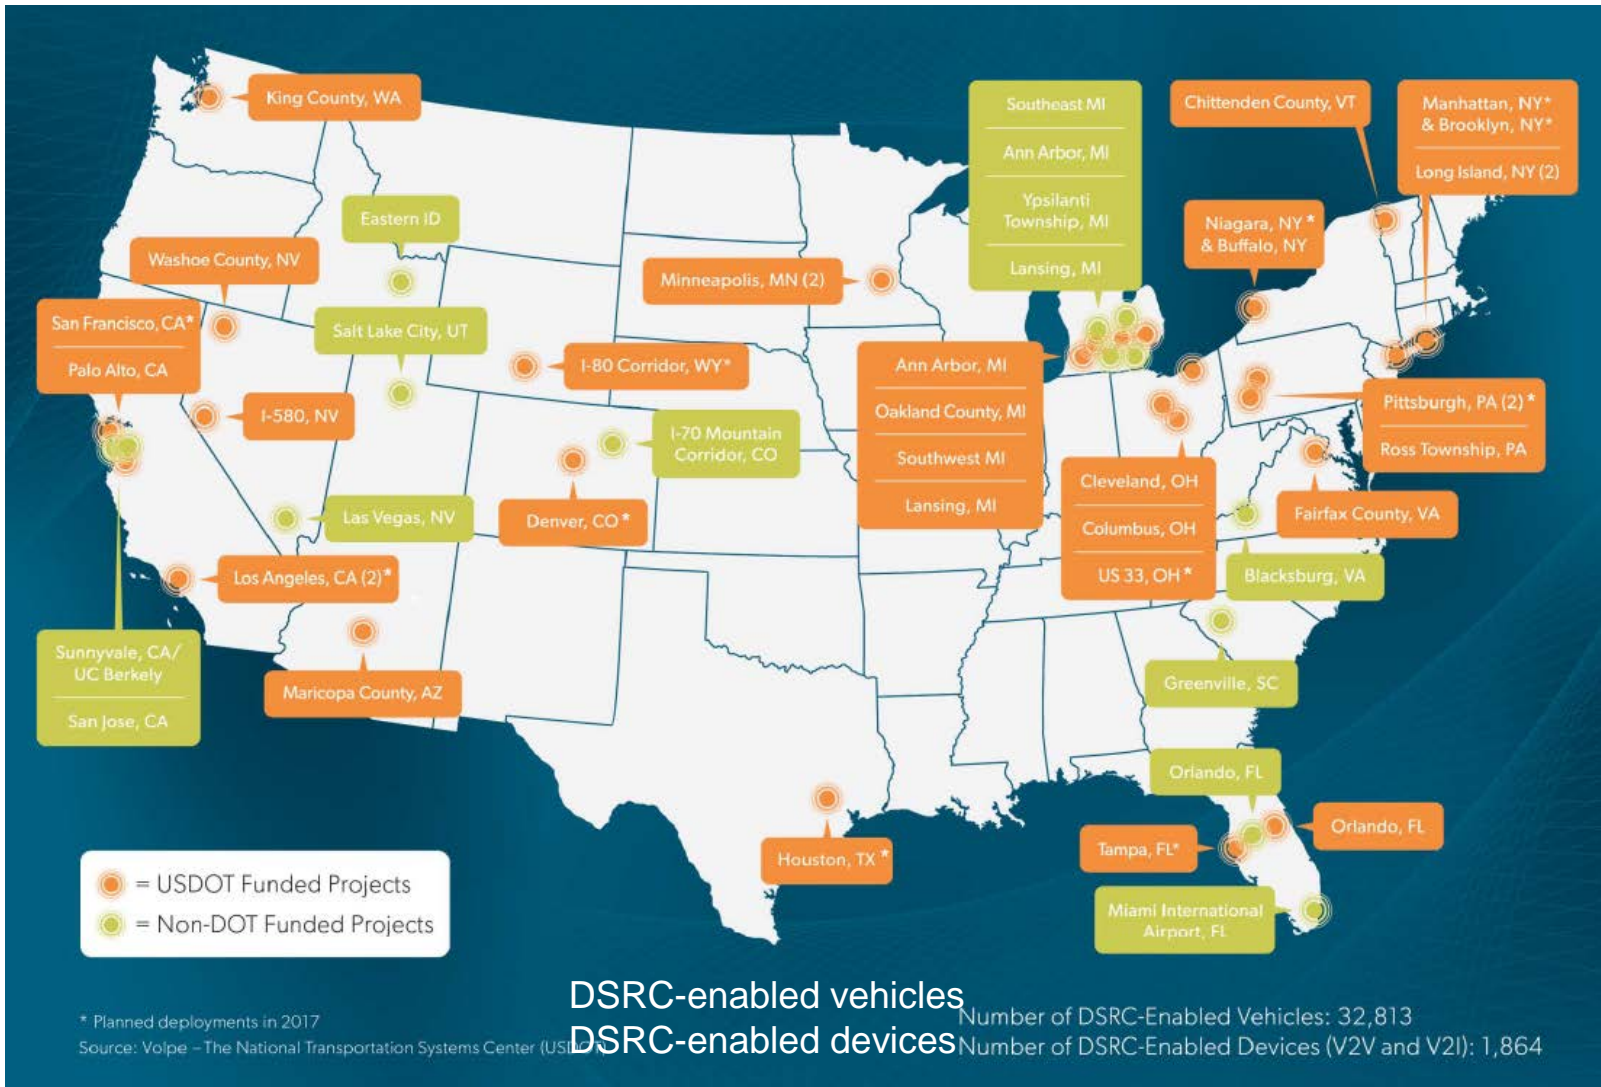 King County, WA
Southeast MI
Ann Arbor, MI
Ypsilanti
Township, MI
Lansing, MI
Chittenden County, VT
Manhattan, NY*
& Brooklyn, NY*
Long Island, NY (2)
Eastern ID
Niagara, NY *
& Buffalo, NY
Washoe County, NV
Minneapolis, MN (2)
San Francisco, CA*
Palo Alto, CA
Salt Lake City, UT
I-80 Corridor, WY*
Ann Arbor, MI
Oakland County, MI
Southwest MI
Lansing, MI
I-580, NV
I-70 Mountain
Corridor, CO
Pittsburgh, PA (2) *
Ross Township, PA
Cleveland, OH
Columbus, OH
US 33, OH *
Las Vegas, NV
Denver, CO *
Fairfax County, VA
Los Angeles, CA (2)*
Blacksburg, VA
Sunnyvale, CA/
UC Berkely
San Jose, CA
Maricopa County, AZ
Greenville, SC
Orlando, FL
Orlando, FL
Tampa, FL*
Houston, TX *
Miami International
Airport, FL
= USDOT Funded Projects
= Non-DOT Funded Projects
* Planned deployments in 2017
Source: Volpe – The National Transportation Systems Center (USDOT)
DSRC-enabled vehicles
DSRC-enabled devices
Number of DSRC-Enabled Vehicles: 32,813
Number of DSRC-Enabled Devices (V2V and V2I): 1,864